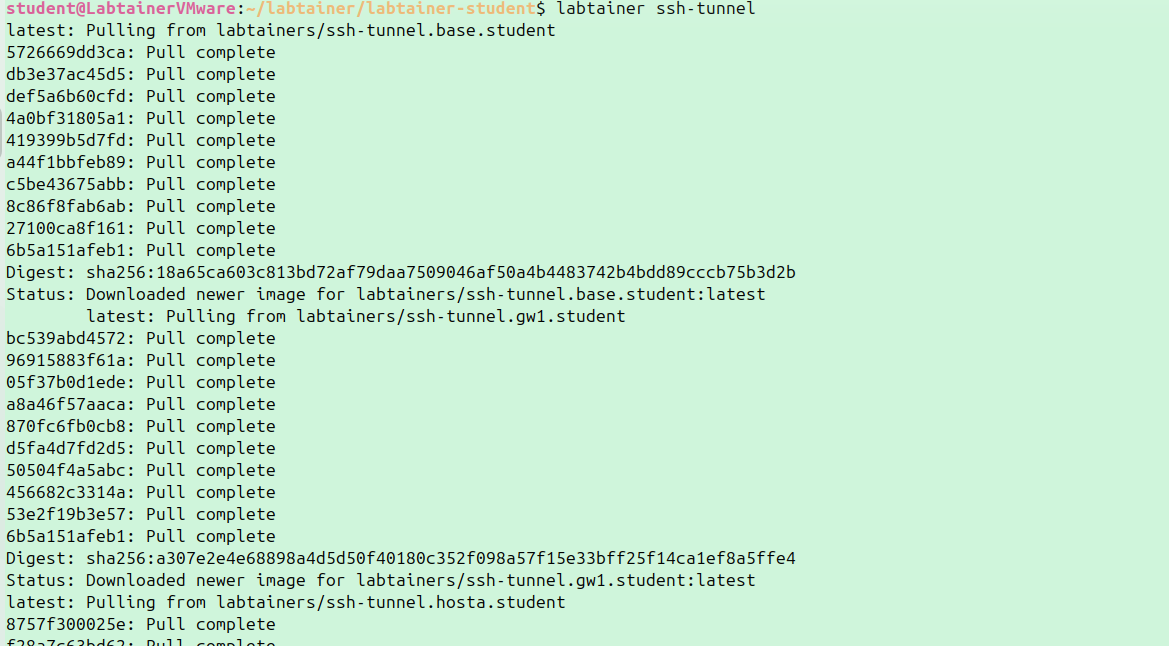 student@LabtainerVMware:~/labtainer/labtainer-student$ labtainer ssh-tunnel
latest: Pulling from labtainers/ssh-tunnel.base.student
5726669dd3ca: Pull complete
db3e37ac45d5: Pull complete
def5a6b60cfd: Pull complete
4a0bf31805a1: Pull complete
419399b5d7fd: Pull complete
a44f1bbfeb89: Pull complete
c5be43675abb: Pull complete
8c86f8fab6ab: Pull complete
27100ca8f161: Pull complete
6b5a151afeb1: Pull complete
Digest: sha256:18a65ca603c813bd72af79daa7509046af50a4b4483742b4bdd89cccb75b3d2b
Status: Downloaded newer image for labtainers/ssh-tunnel.base.student:latest
latest: Pulling from labtainers/ssh-tunnel.gw1.student
bc539abd4572: Pull complete
96915883f61a: Pull complete
05f37b0d1ede: Pull complete
a8a46f57aaca: Pull complete
870fc6fb0cb8: Pull complete
d5fa4d7fd2d5: Pull complete
50504f4a5abc: Pull complete
456682c3314a: Pull complete
53e2f19b3e57: Pull complete
6b5a151afeb1: Pull complete
Digest: sha256:a307e2e4e68898a4d5d50f40180c352f098a57f15e33bff25f14ca1ef8a5ffe4
Status: Downloaded newer image for labtainers/ssh-tunnel.gw1.student:latest
latest: Pulling from labtainers/ssh-tunnel.hosta.student
8757f300025e: Pull complete
f28a7c63bd62: Pull complete